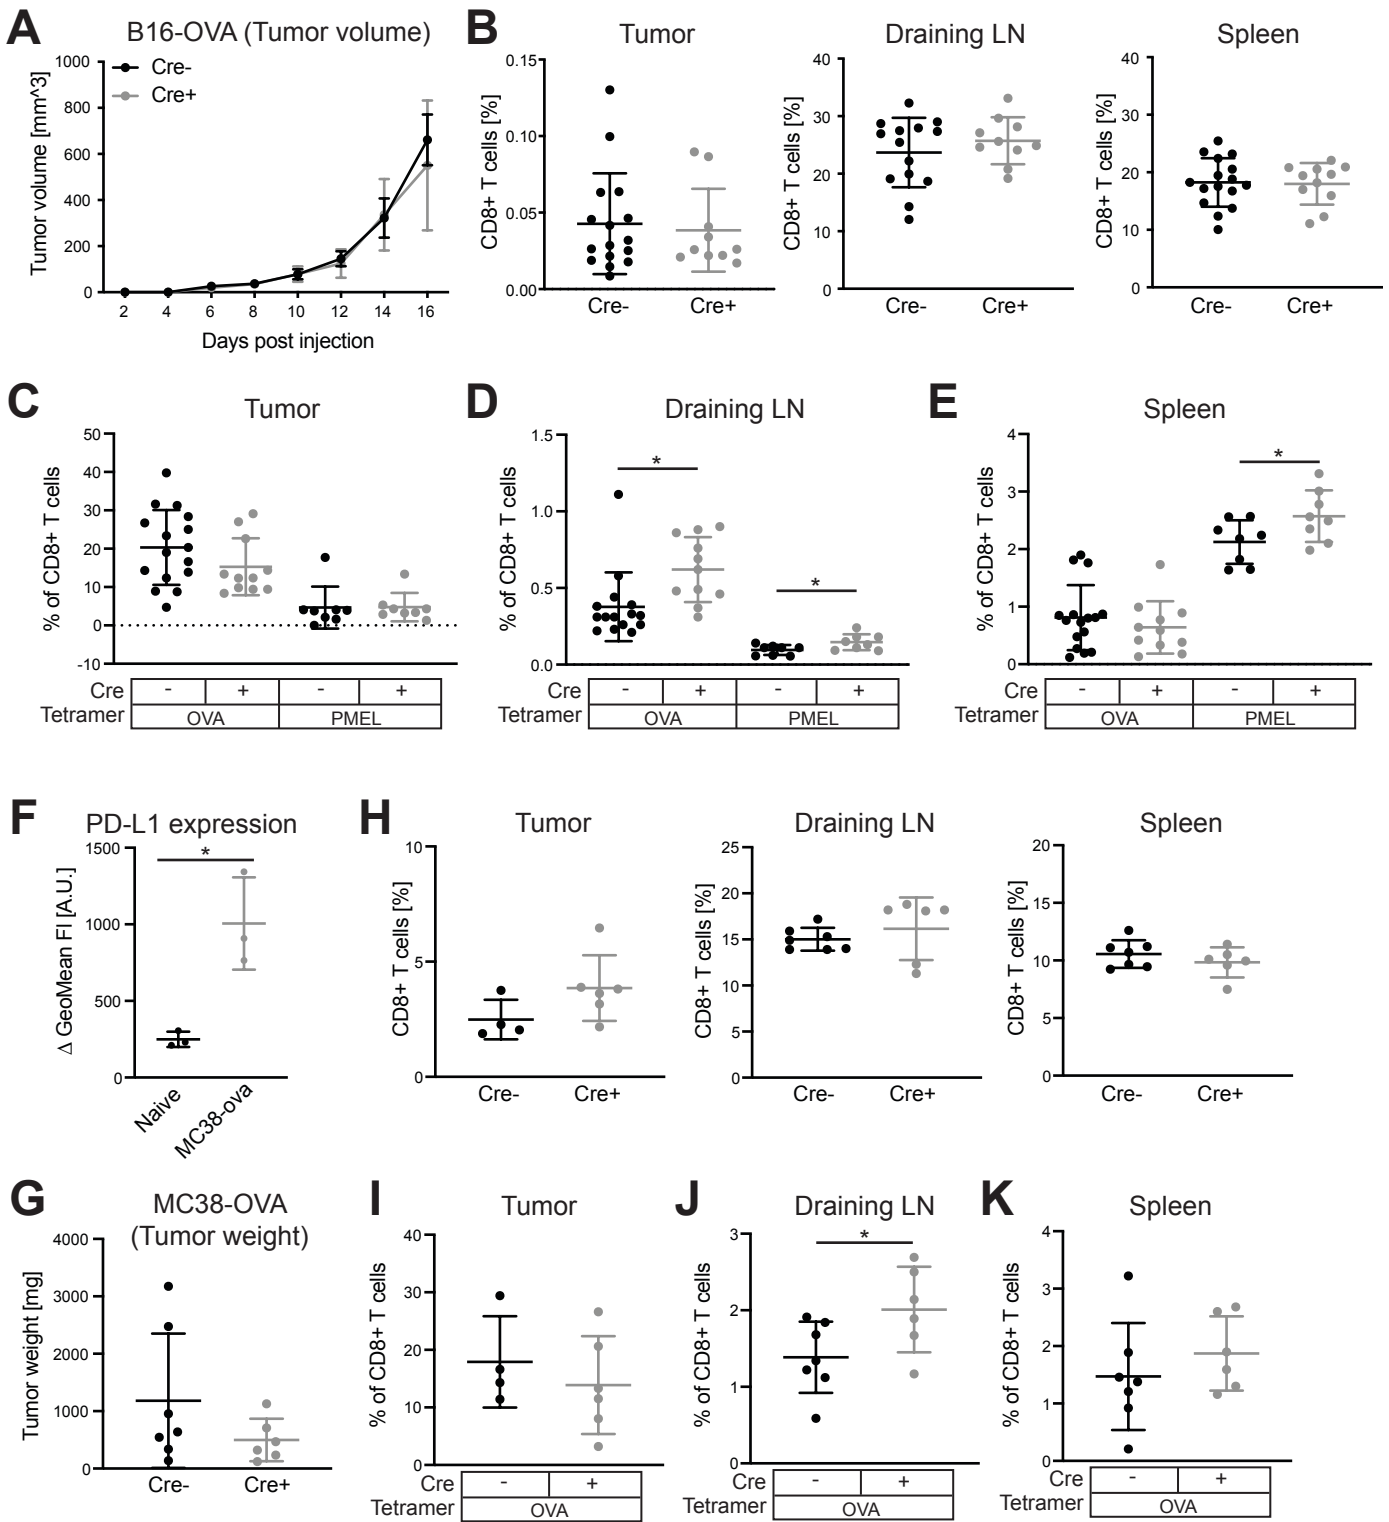 A
B16-OVA (Tumor volume)
Tumor volume [mm^3]
1000
800
600
400
200
0
Cre-
Cre+
2 4 6 8 10 12 14 16
Days post injection
B
Tumor
CD8+ T cells [%]
0.15
0.10
0.05
0.00
Cre- Cre+
Draining LN
CD8+ T cells [%]
40
30
20
10
0
Cre- Cre+
Spleen
CD8+ T cells [%]
40
30
20
10
0
Cre- Cre+
C
Tumor
% of CD8+ T cells
50
40
30
20
10
0
-10
Cre - + - +
Tetramer OVA PMEL
D
Draining LN
% of CD8+ T cells
1.5
1.0
0.5
0.0
*
*
Cre - + - +
Tetramer OVA PMEL
E
Spleen
% of CD8+ T cells
4
3
2
1
0
*
Cre - + - +
Tetramer OVA PMEL
F
PD-L1 expression
Δ GeoMean FI [A.U.]
1500
1000
500
0
*
Naive MC38-ova
H
Tumor
CD8+ T cells [%]
10
5
0
Cre- Cre+
Draining LN
CD8+ T cells [%]
25
20
15
10
5
0
Cre- Cre+
Spleen
CD8+ T cells [%]
20
15
10
5
0
Cre- Cre+
G
MC38-OVA
(Tumor weight)
Tumor weight [mg]
4000
3000
2000
1000
0
Cre- Cre+
I
Tumor
% of CD8+ T cells
40
30
20
10
0
Cre - +
Tetramer OVA
J
Draining LN
% of CD8+ T cells
3
2
1
0
*
Cre - +
Tetramer OVA
K
Spleen
% of CD8+ T cells
4
3
2
1
0
Cre - +
Tetramer OVA